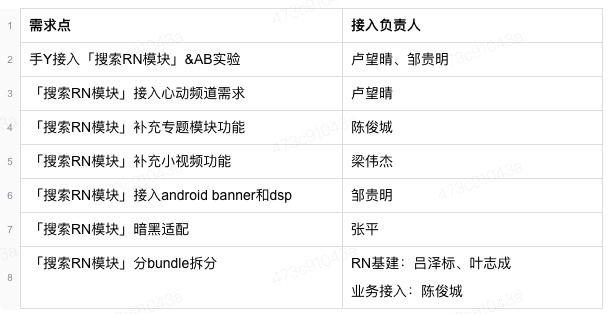 1 需求点 接入负责人
2 手Y接入「搜索RN模块」&AB实验 卢望晴、邹贵明
3 「搜索RN模块」接入心动频道需求 卢望晴
4 「搜索RN模块」补充专题模块功能 陈俊城
5 「搜索RN模块」补充小视频功能 梁伟杰
6 「搜索RN模块」接入android banner和dsp 邹贵明
7 「搜索RN模块」暗黑适配 张平
8 「搜索RN模块」分bundle拆分 RN基建：吕泽标、叶志成
业务接入：陈俊城
473c91043a